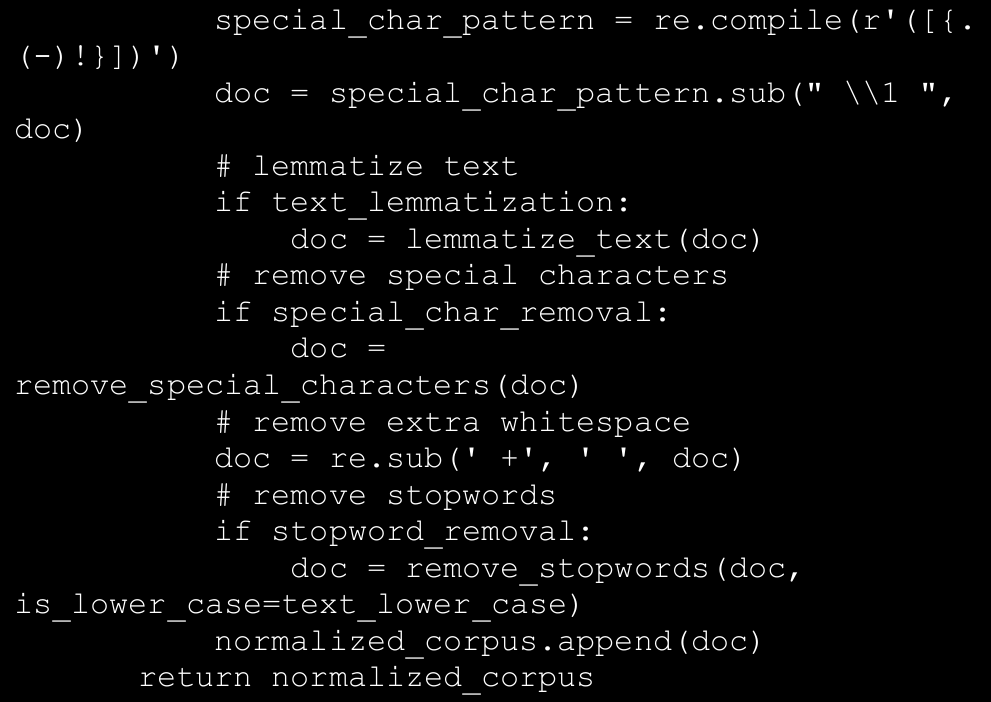 special_char_pattern = re.compile(r'([{.
(-)!}])')
doc = special_char_pattern.sub(" \\1 ",
doc)
# lemmatize text
if text_lemmatization:
doc = lemmatize_text(doc)
# remove special characters
if special_char_removal:
doc =
remove_special_characters(doc)
# remove extra whitespace
doc = re.sub(' +', ' ', doc)
# remove stopwords
if stopword_removal:
doc = remove_stopwords(doc,
is_lower_case=text_lower_case)
normalized_corpus.append(doc)
return normalized_corpus